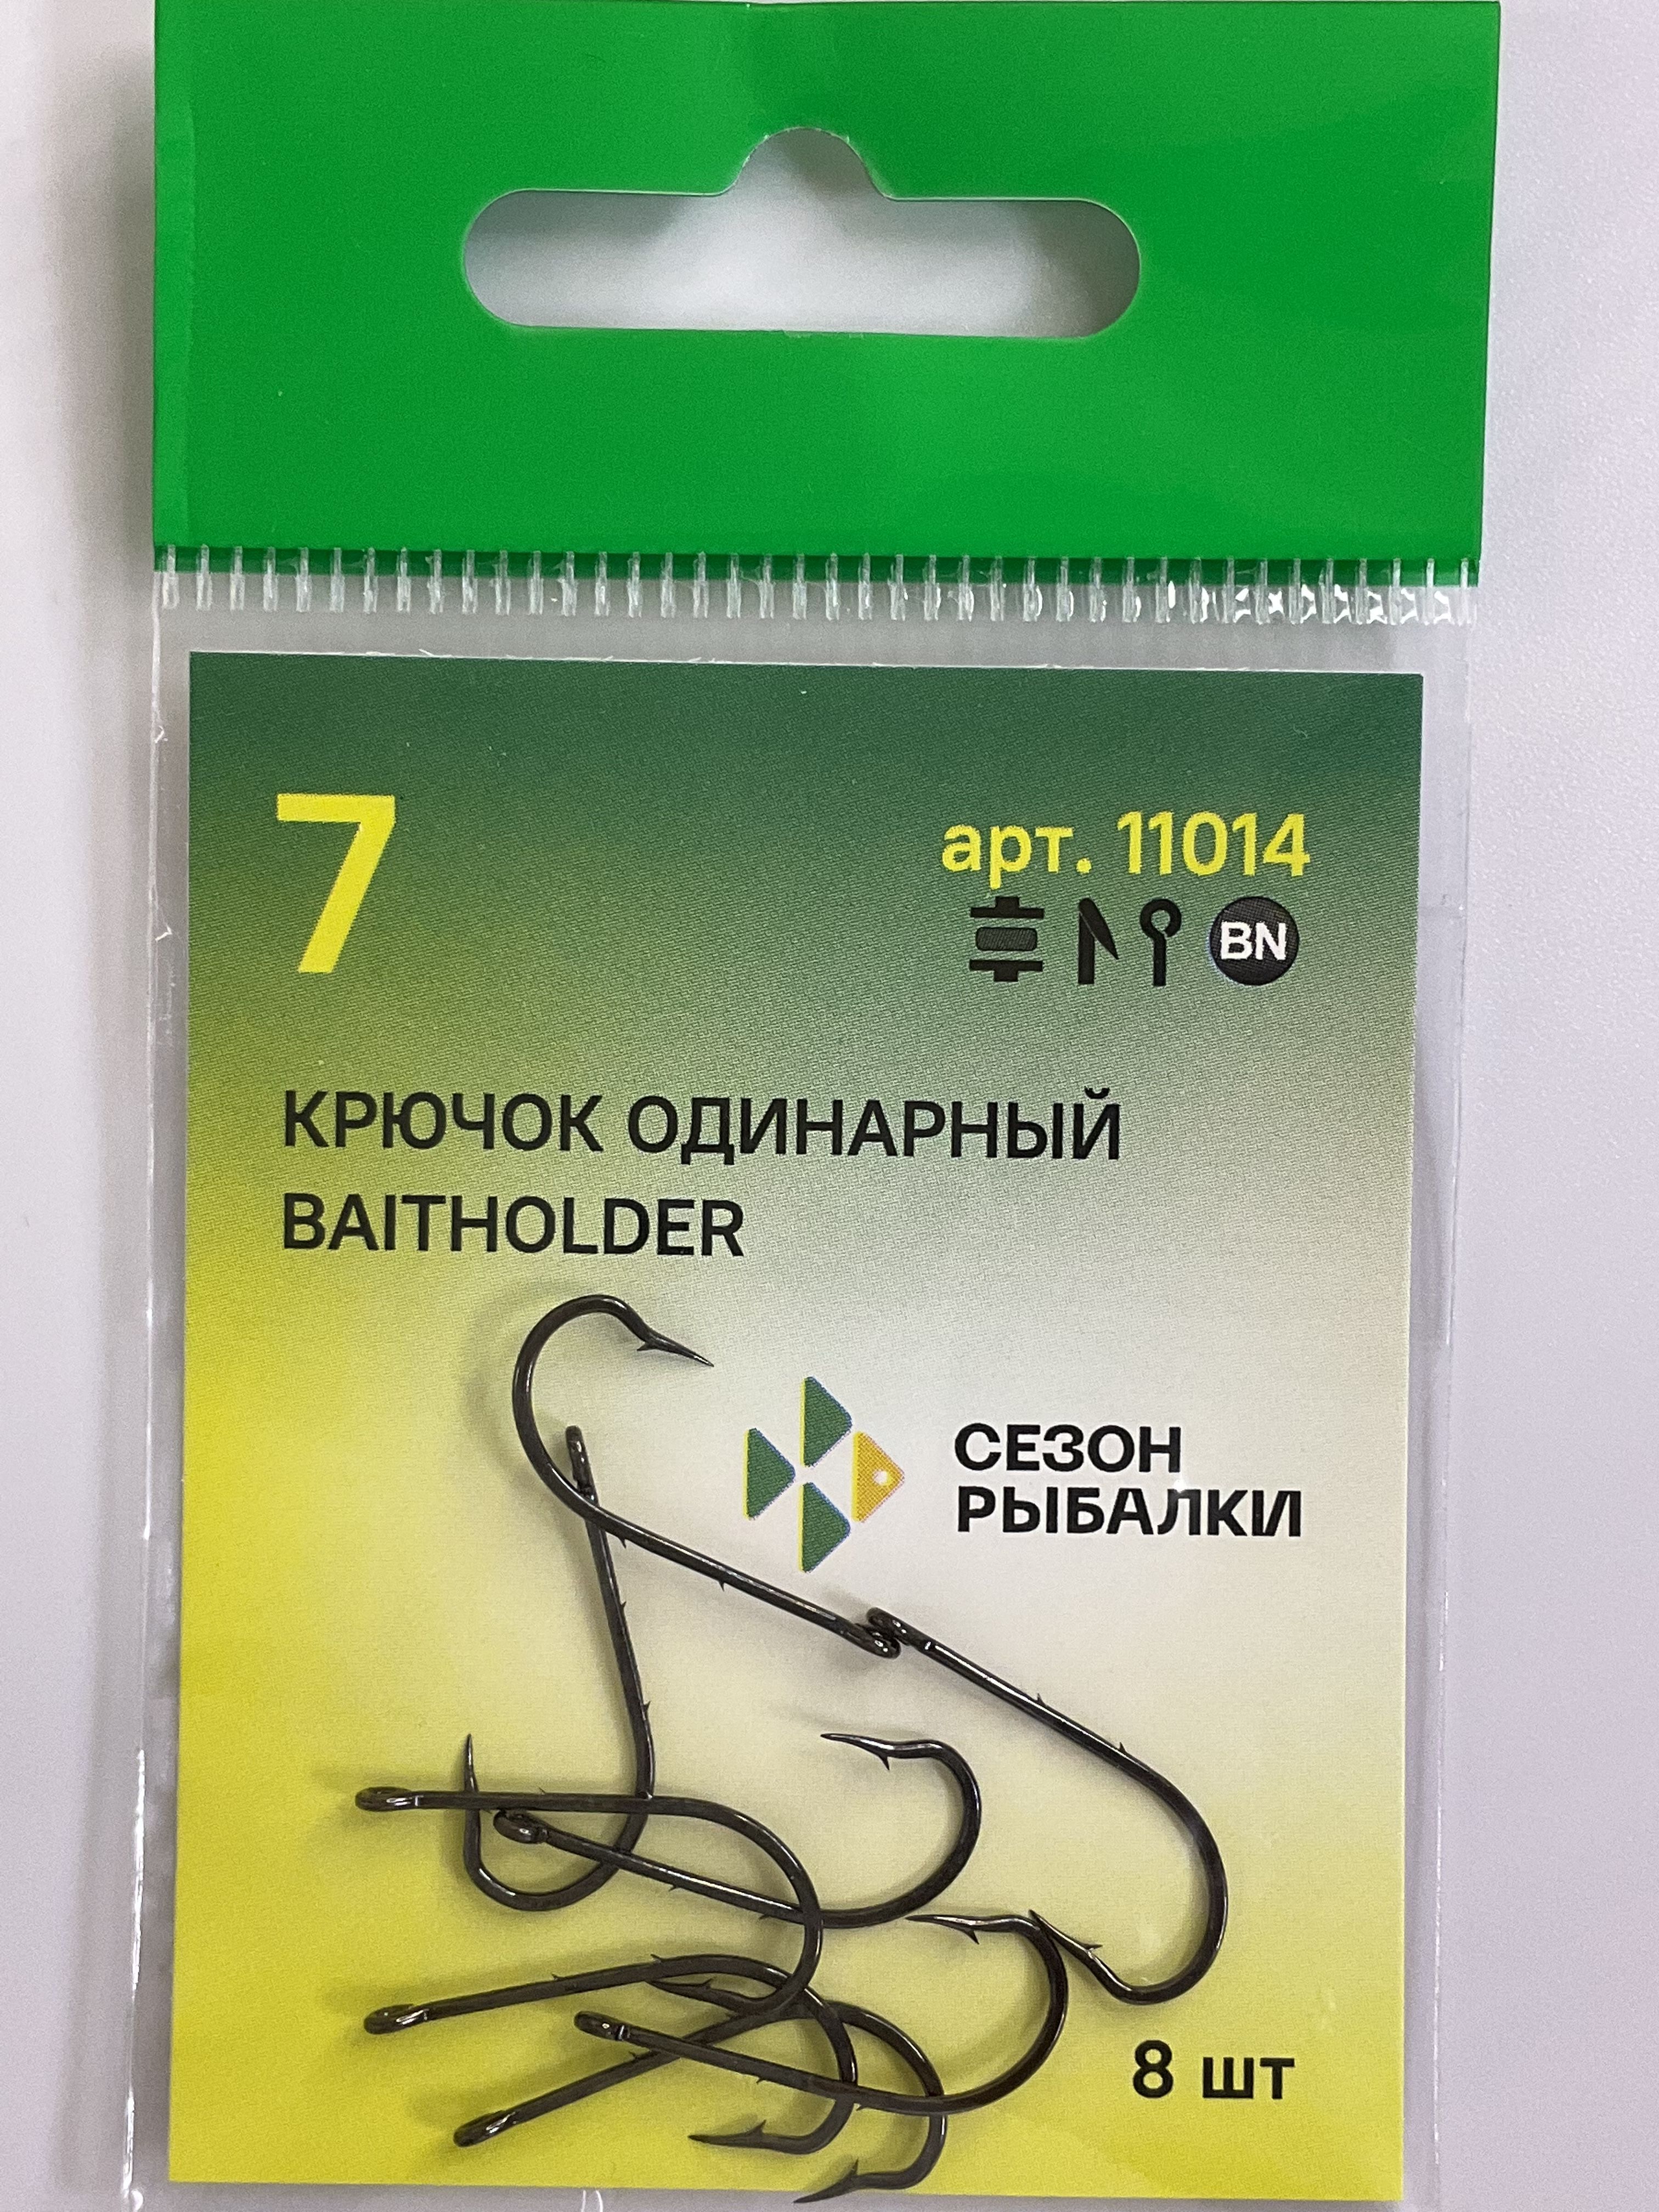 7
арт. 11014
BN
КРЮЧОК ОДИНАРНЫЙ
BAITHOLDER
СЕЗОН
РЫБАЛКИ
8 шт